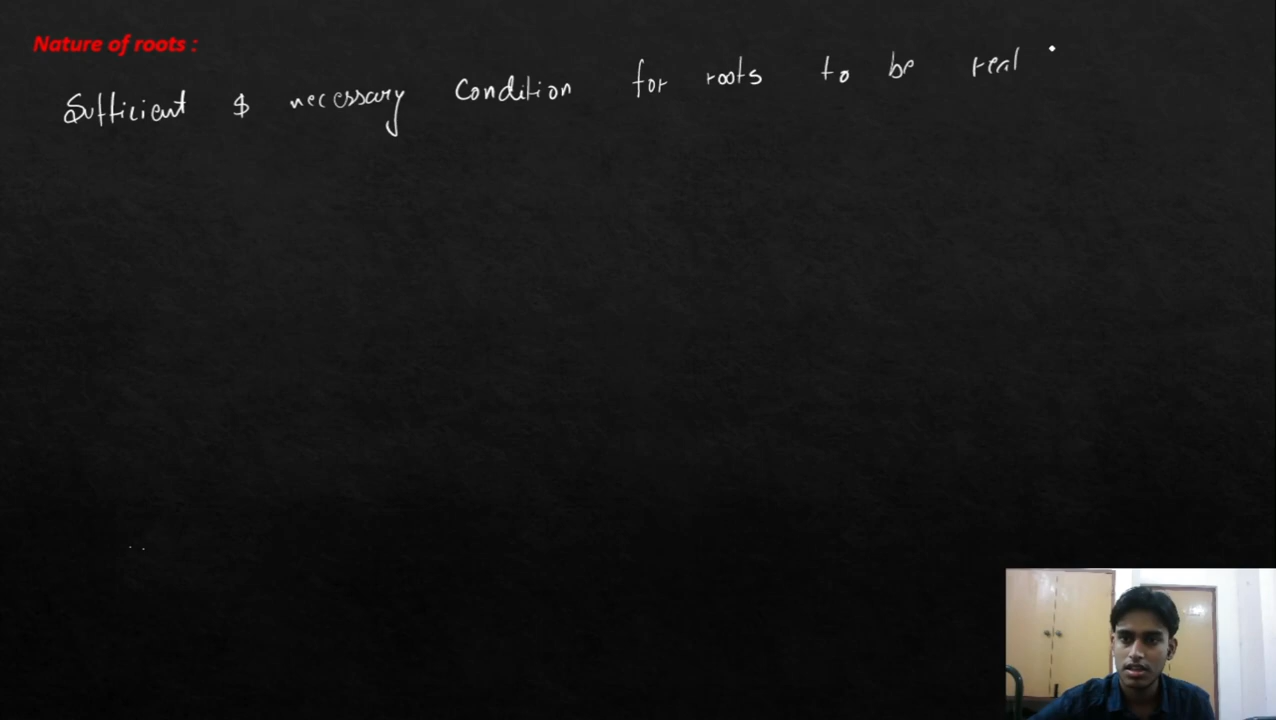 Nature of roots :
Sufficient & necessary condition for roots to be real